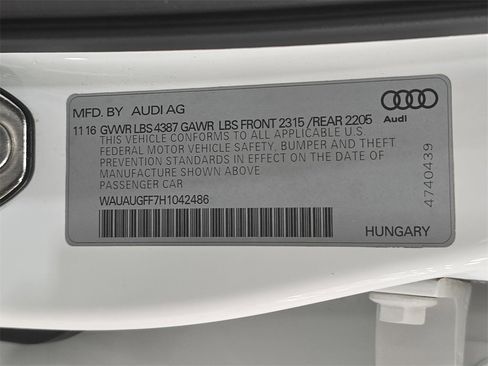 MFD. BY AUDI AG
11 16 GVWR LBS 4387 GAWR LBS FRONT 2315 /REAR 2205
THIS VEHICLE CONFORMS TO ALL APPLICABLE U.S.
FEDERAL MOTOR VEHICLE SAFETY, BUMPER AND THEFT
PREVENTION STANDARDS IN EFFECT ON THE DATE OF
MANUFACTURE SHOWN ABOVE
PASSENGER CAR
WAUAUGFF7H1042486
HUNGARY
Audi
4740439